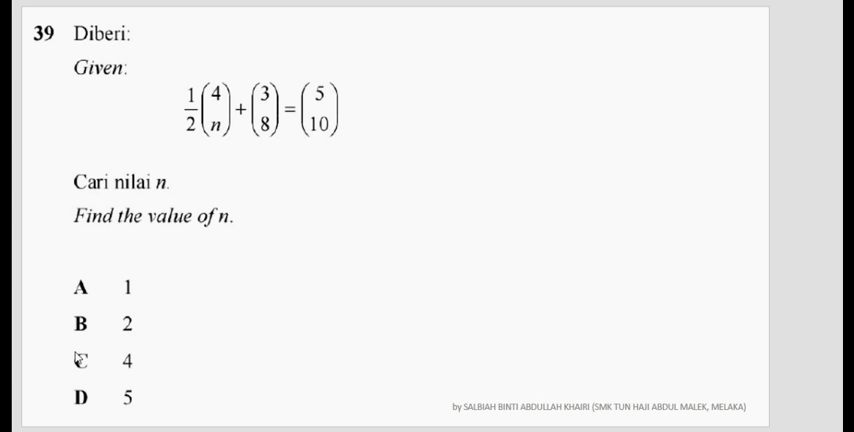 39 Diberi:
Given:
1/2 (4 n) + (3 8) = (5 10)
Cari nilai n.
Find the value of n.
A 1
B 2
C 4
D 5
by SALBIAH BINTI ABDULLAH KHAIRI (SMK TUN HAJI ABDUL MALEK, MELAKA)